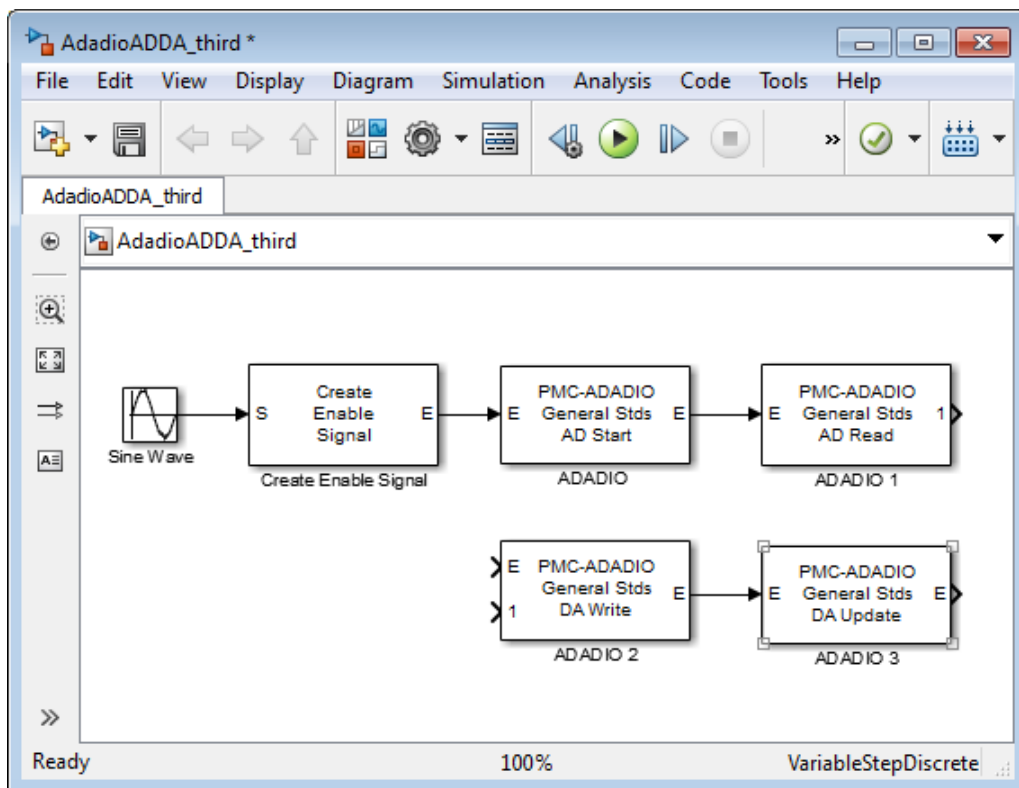 AdadioADDA_third *
File Edit View Display Diagram Simulation Analysis Code Tools Help
»
AdadioADDA_third
AdadioADDA_third
Create
Enable
Signal
S
E
Sine Wave
Create Enable Signal
PMC-ADADIO
General Stds
AD Start
E
E
ADADIO
PMC-ADADIO
General Stds
AD Read
E
1
ADADIO 1
PMC-ADADIO
General Stds
DA Write
E
1
E
ADADIO 2
PMC-ADADIO
General Stds
DA Update
E
E
ADADIO 3
A
»
Ready 100% VariableStepDiscrete